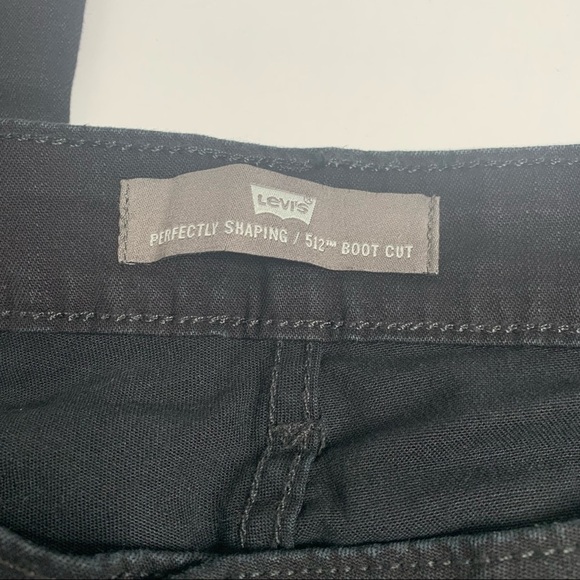 Levi's®
PERFECTLY SHAPING / 512™ BOOT CUT